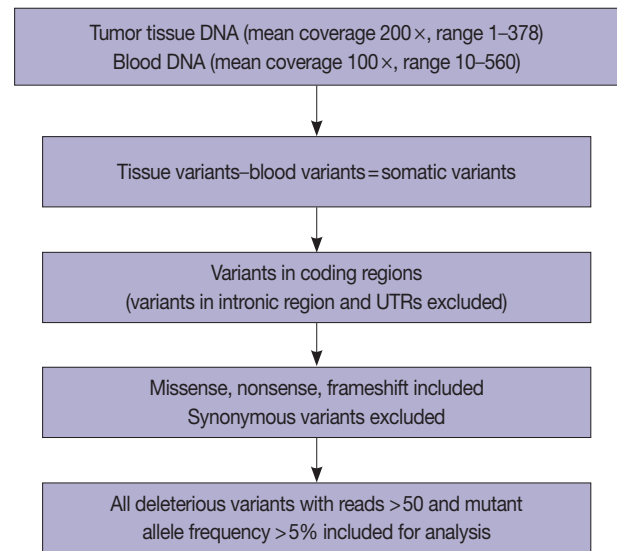 Tumor tissue DNA (mean coverage 200×, range 1–378)
Blood DNA (mean coverage 100×, range 10–560)
Tissue variants–blood variants=somatic variants
Variants in coding regions
(variants in intronic region and UTRs excluded)
Missense, nonsense, frameshift included
Synonymous variants excluded
All deleterious variants with reads >50 and mutant
allele frequency >5% included for analysis